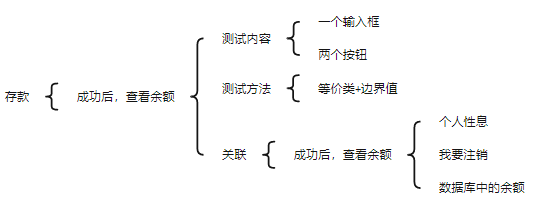 存款
成功后，查看余额
测试内容
一个输入框
两个按钮
测试方法
等价类+边界值
关联
成功后，查看余额
个人性息
我要注销
数据库中的余额